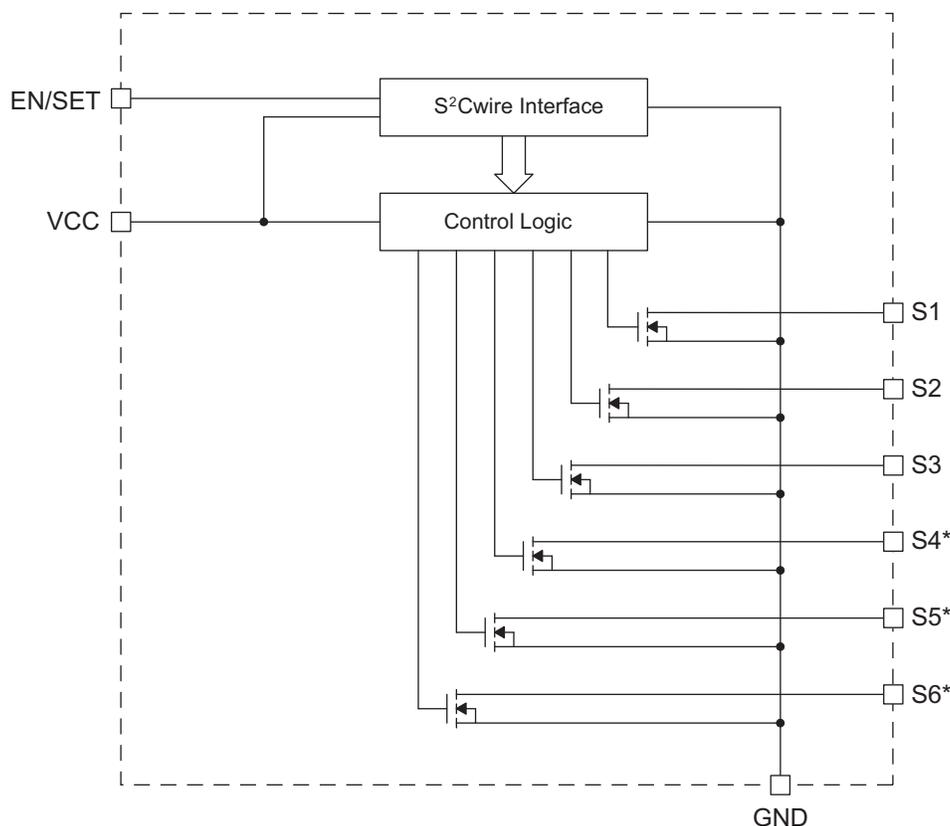 EN/SET
S²Cwire Interface
VCC
Control Logic
S1
S2
S3
S4*
S5*
S6*
GND